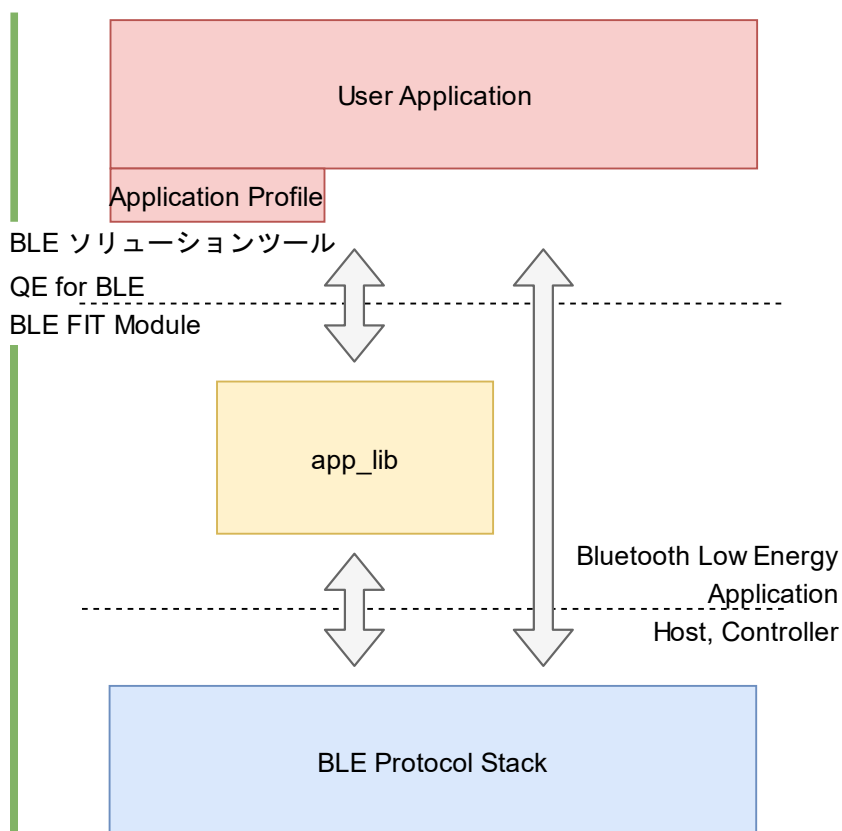 User Application
Application Profile
BLE ソリューションツール
QE for BLE
BLE FIT Module
app_lib
Bluetooth Low Energy
Application
Host, Controller
BLE Protocol Stack